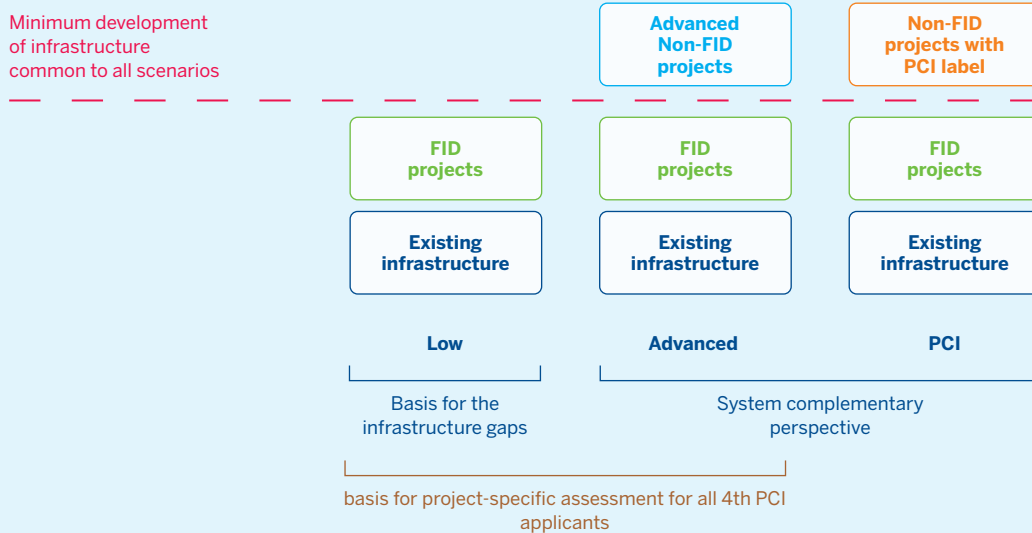 Minimum development
of infrastructure
common to all scenarios
Advanced
Non-FID
projects
Non-FID
projects with
PCI label
FID
projects
FID
projects
FID
projects
Existing
infrastructure
Existing
infrastructure
Existing
infrastructure
Low
Advanced
PCI
Basis for the
infrastructure gaps
System complementary
perspective
basis for project-specific assessment for all 4th PCI
applicants